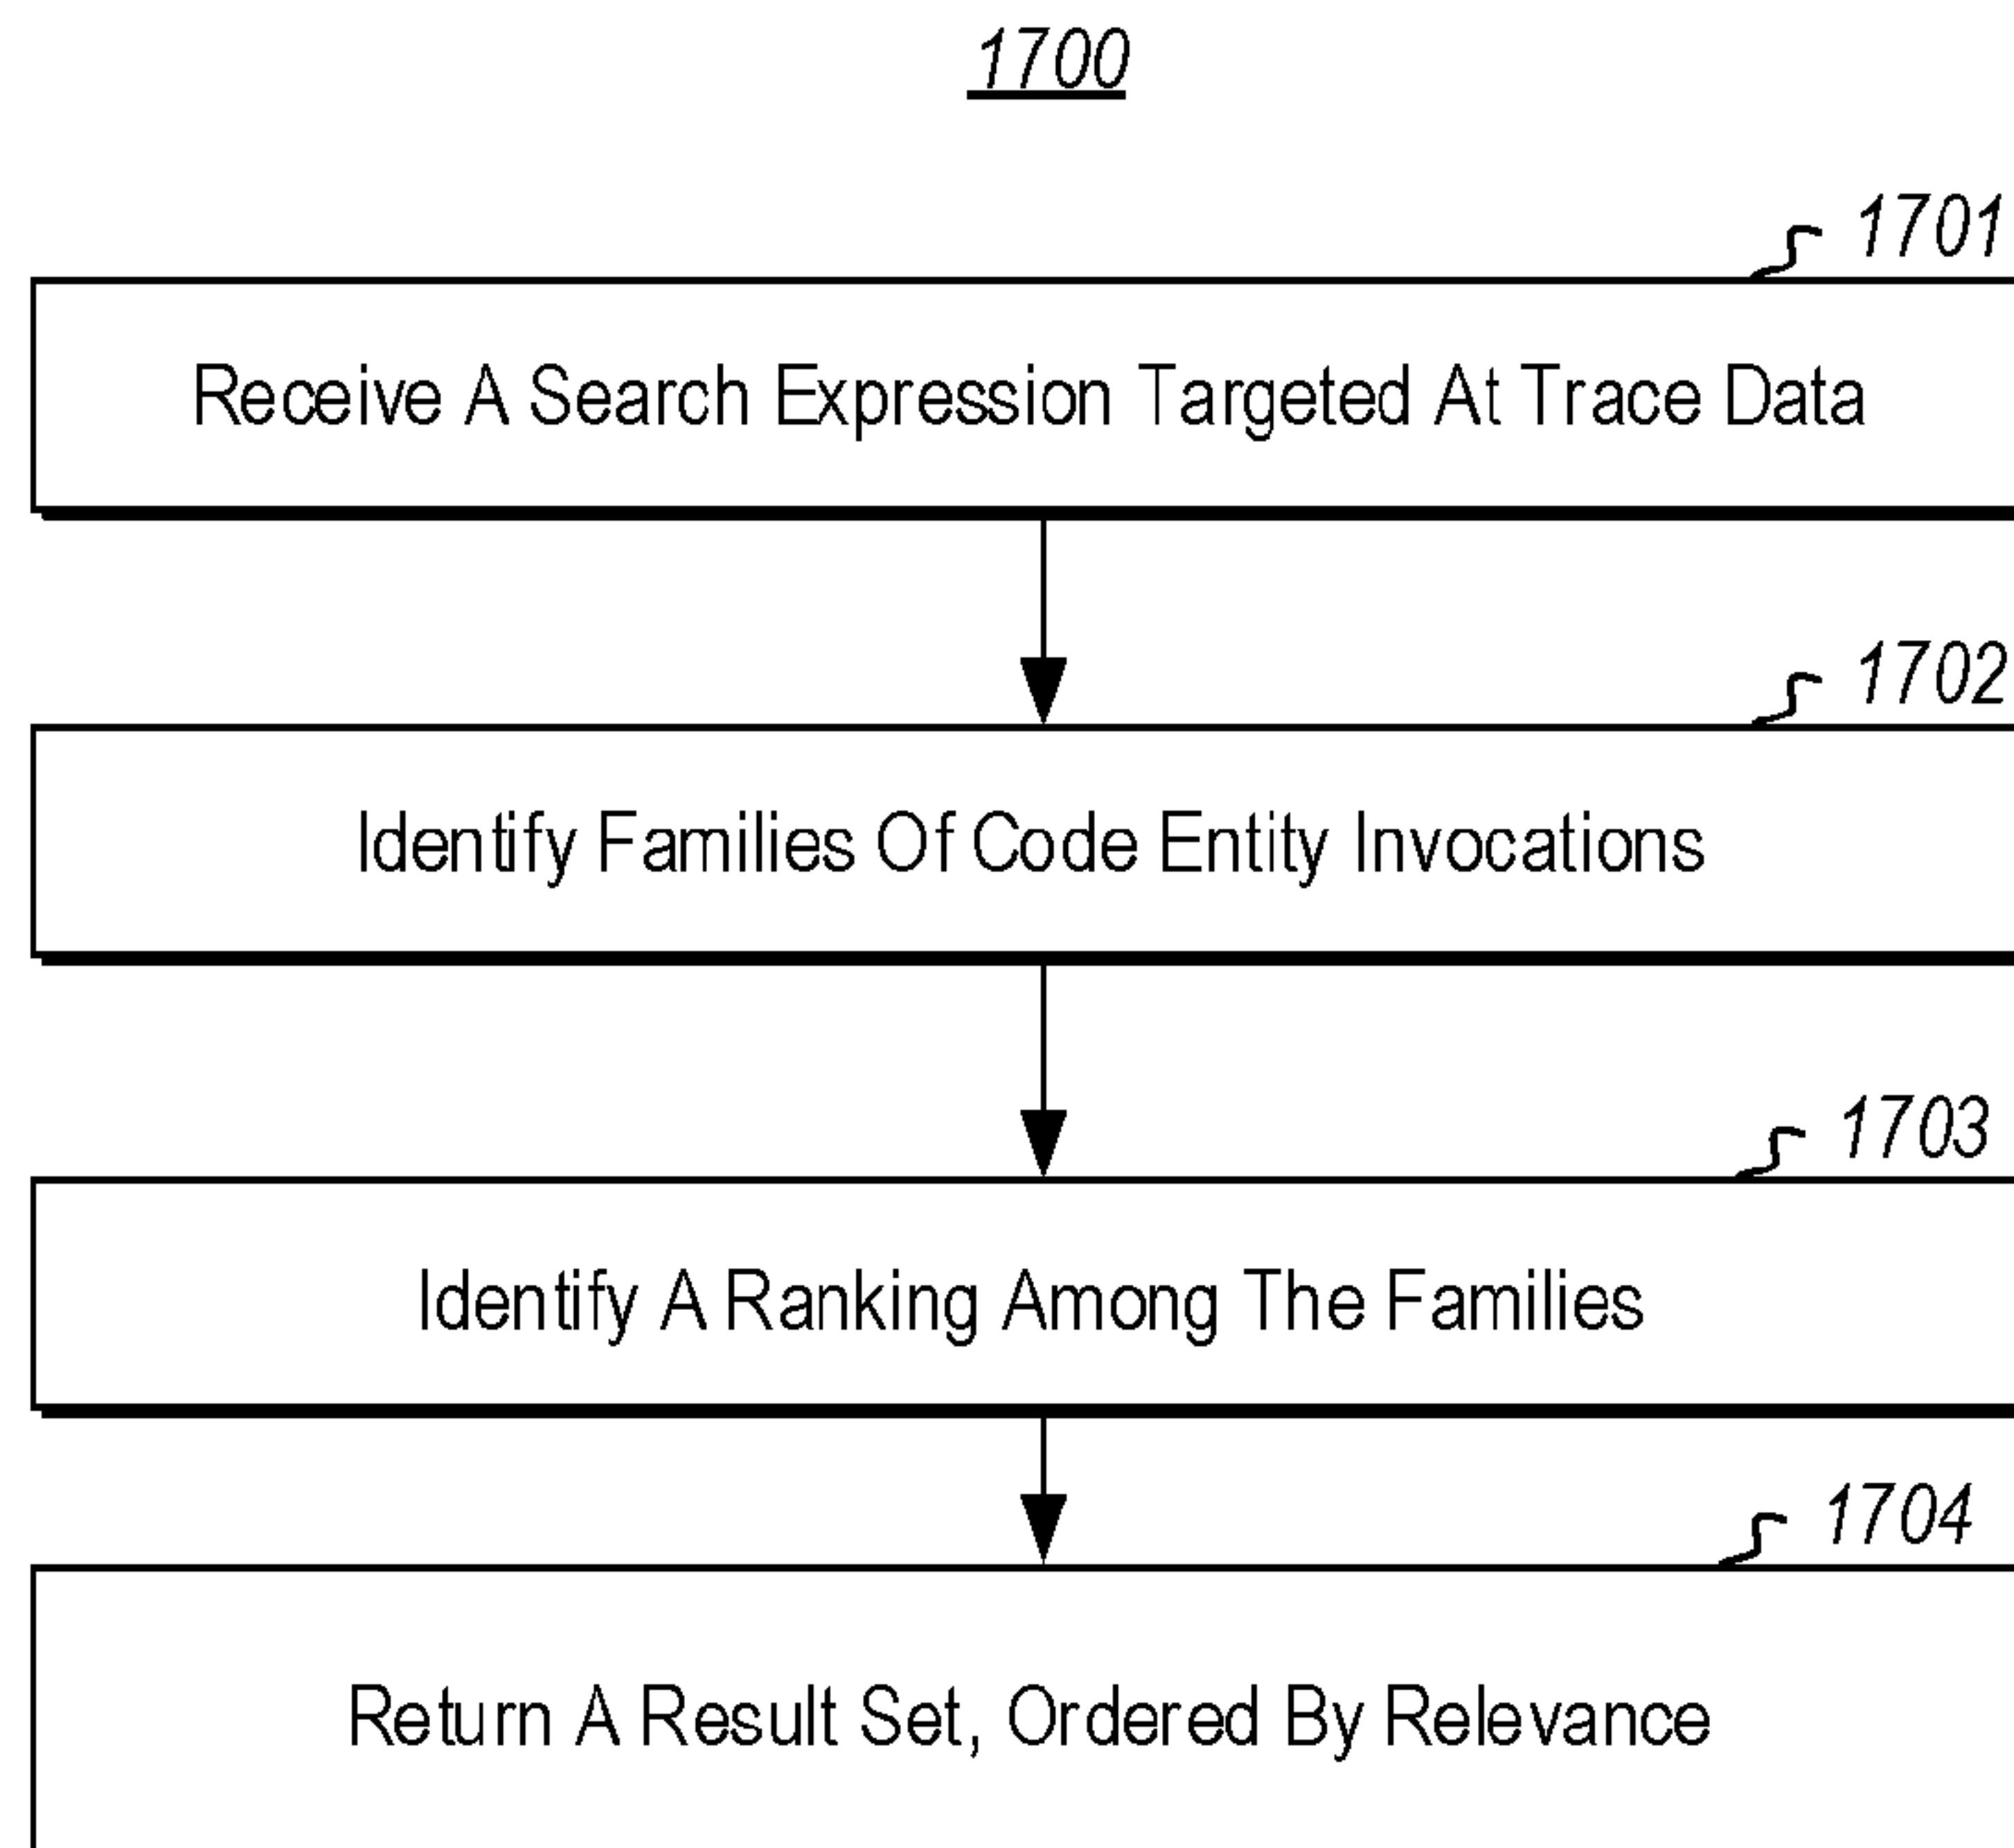 1700
1701
Receive A Search Expression Targeted At Trace Data
1702
Identify Families Of Code Entity Invocations
1703
Identify A Ranking Among The Families
1704
Return A Result Set, Ordered By Relevance